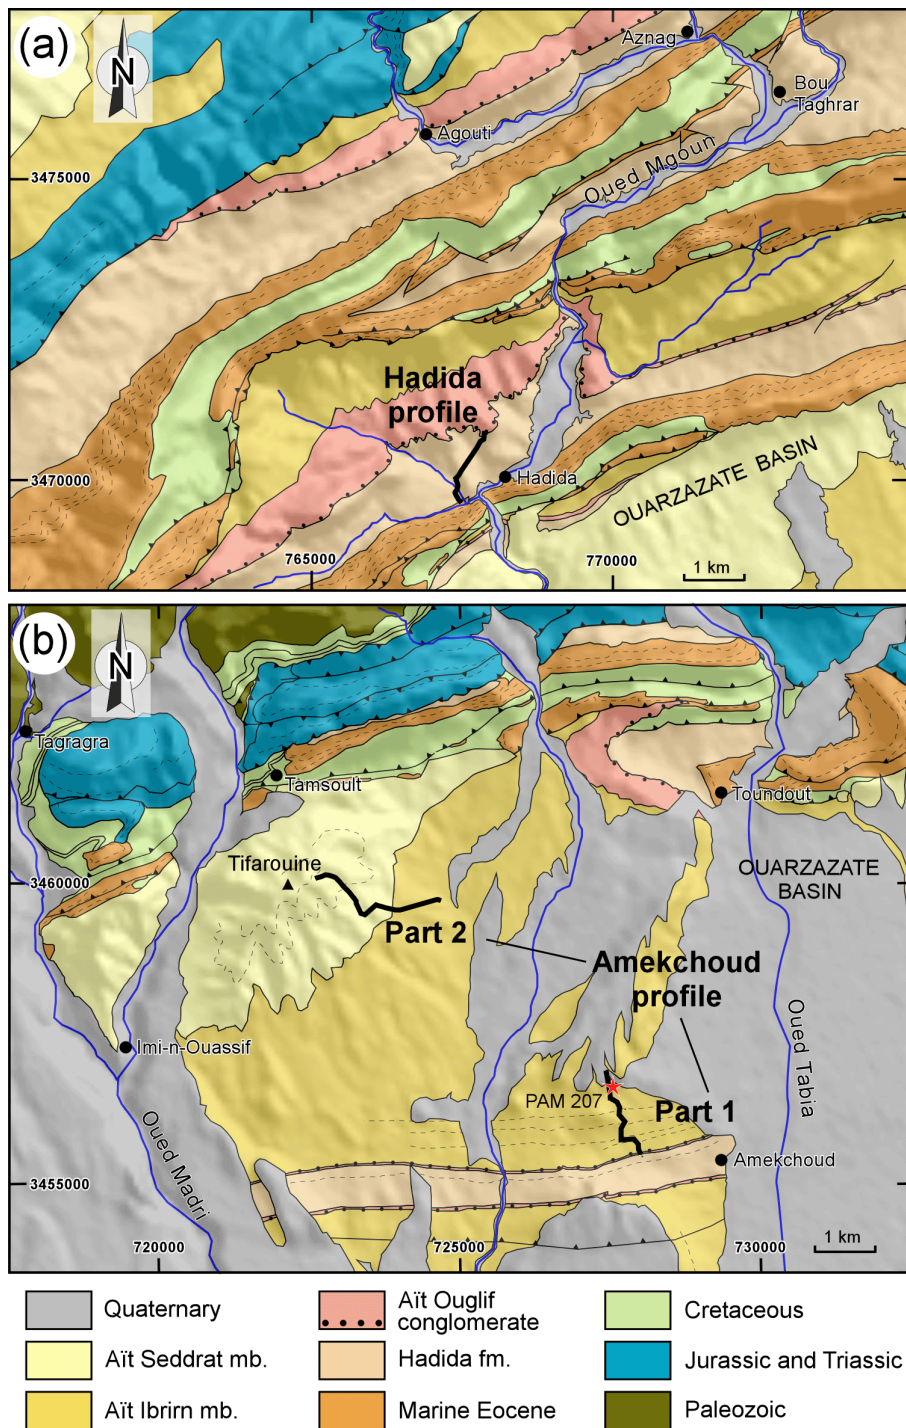 (a)
N
Aznag
Bou
Taghrar
Agouti
Oued Mgoun
3475000
Hadida
profile
3470000
Hadida
OUARZAZATE BASIN
765000
770000
1 km
(b)
N
Tagragra
Tamsoult
Toundout
Tifarouine
3460000
OUARZAZATE
BASIN
Part 2
Amekchoud
profile
Imi-n-Ouassif
PAM 207
Part 1
Oued Tabia
Amekchoud
Oued Madri
3455000
720000
725000
730000
1 km
Quaternary
Aït Ouglif
conglomerate
Cretaceous
Aït Seddrat mb.
Hadida fm.
Jurassic and Triassic
Aït Ibrirn mb.
Marine Eocene
Paleozoic